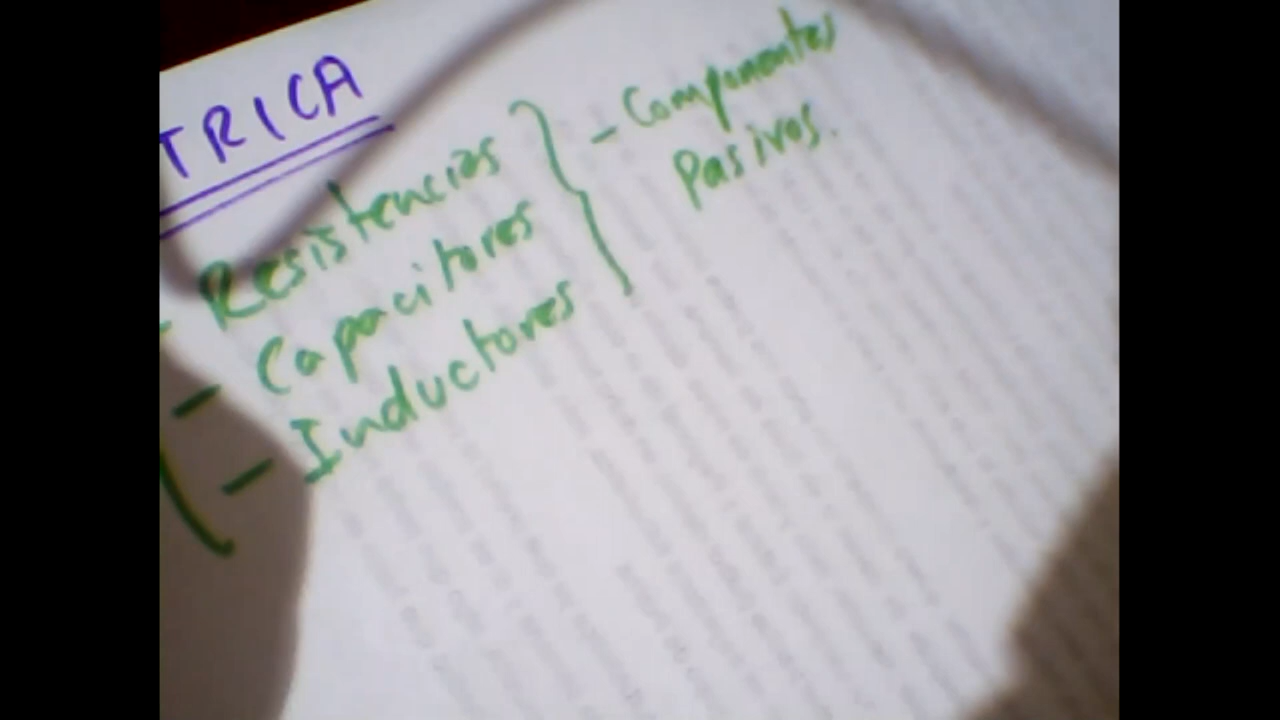 TRICA
- Resistencias
- Capacitores
- Inductores
- Componentes
Pasivos.